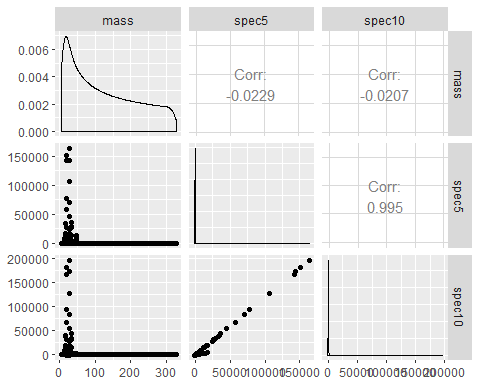 mass spec5 spec10
0.006
0.004
0.002
0.000
Corr:
-0.0229
Corr:
-0.0207
mass
150000
100000
50000
0
Corr:
0.995
spec5
200000
150000
100000
50000
0
spec10
0 100 200 300
0 50000 100000 150000
0 50000 100000 150000 200000